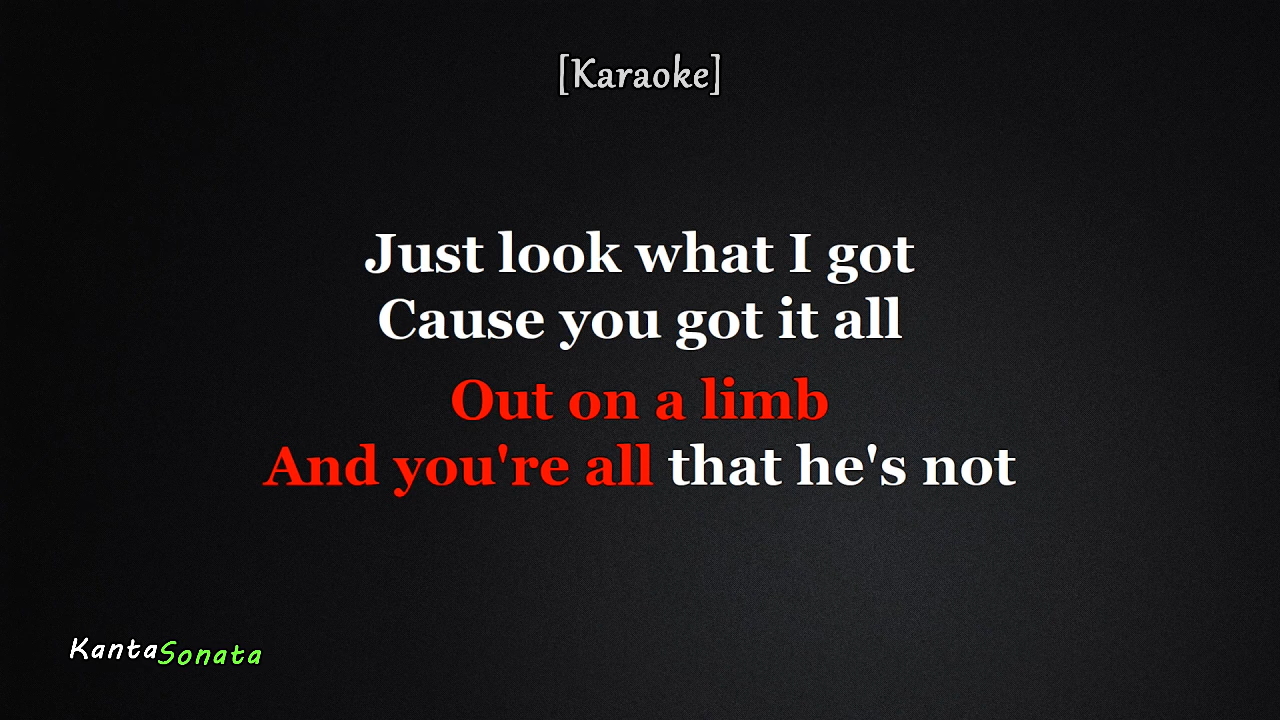 [Karaoke]
Just look what I got
Cause you got it all
Out on a limb
And you're all that he's not
KantaSonata